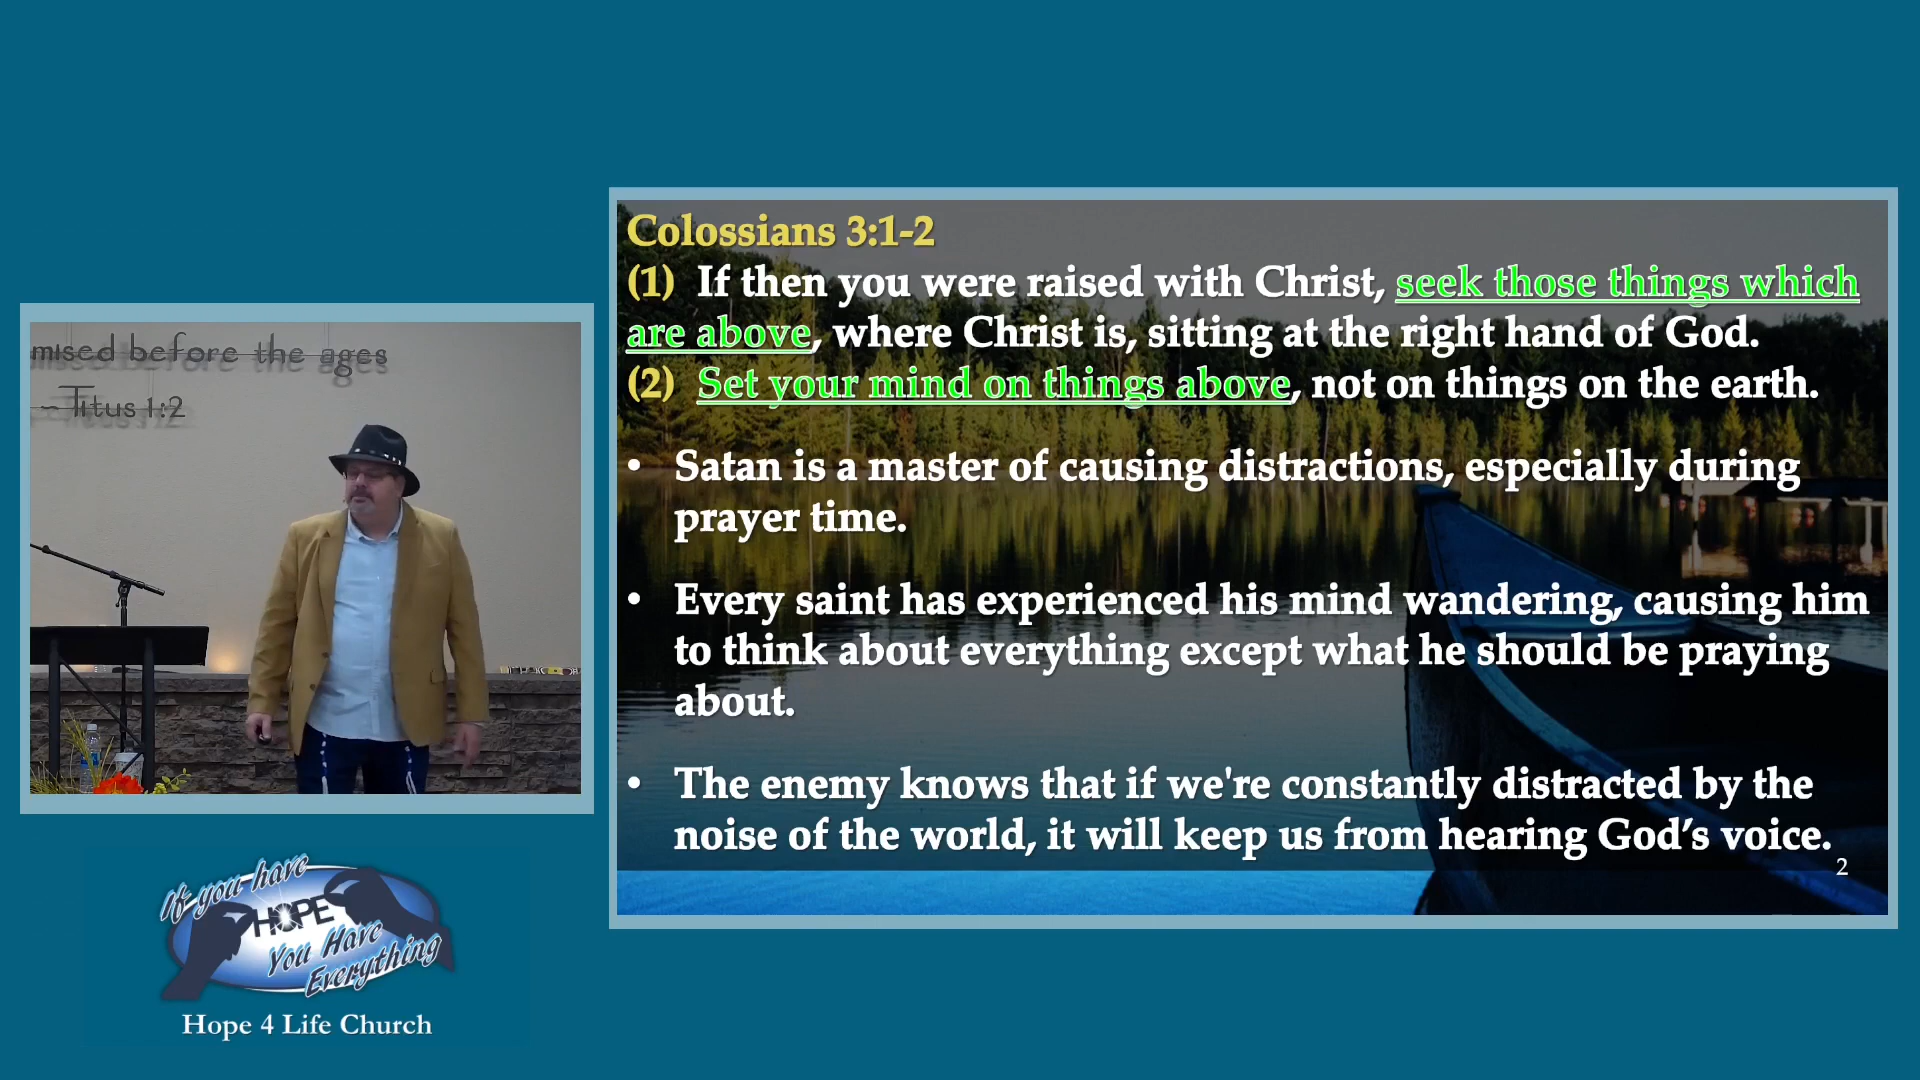 mised before the ages
~ Titus 1:2
If you have
HOPE
You Have
Everything
Hope 4 Life Church
Colossians 3:1-2
(1) If then you were raised with Christ, seek those things which
are above, where Christ is, sitting at the right hand of God.
(2) Set your mind on things above, not on things on the earth.
• Satan is a master of causing distractions, especially during
prayer time.
• Every saint has experienced his mind wandering, causing him
to think about everything except what he should be praying
about.
• The enemy knows that if we're constantly distracted by the
noise of the world, it will keep us from hearing God’s voice.
2